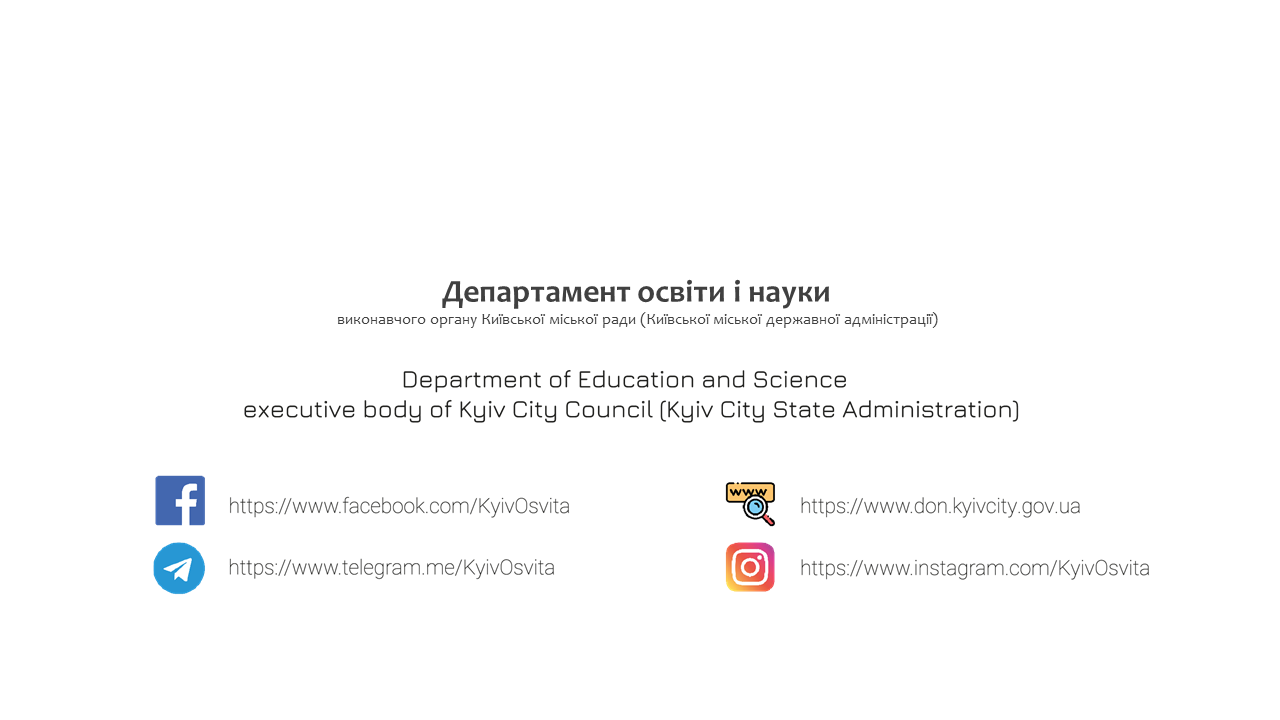 Департамент освіти і науки
виконавчого органу Київської міської ради (Київської міської державної адміністрації)
Department of Education and Science
executive body of Kyiv City Council (Kyiv City State Administration)
https://www.facebook.com/KyivOsvita
www
https://www.don.kyivcity.gov.ua
https://www.telegram.me/KyivOsvita
https://www.instagram.com/KyivOsvita